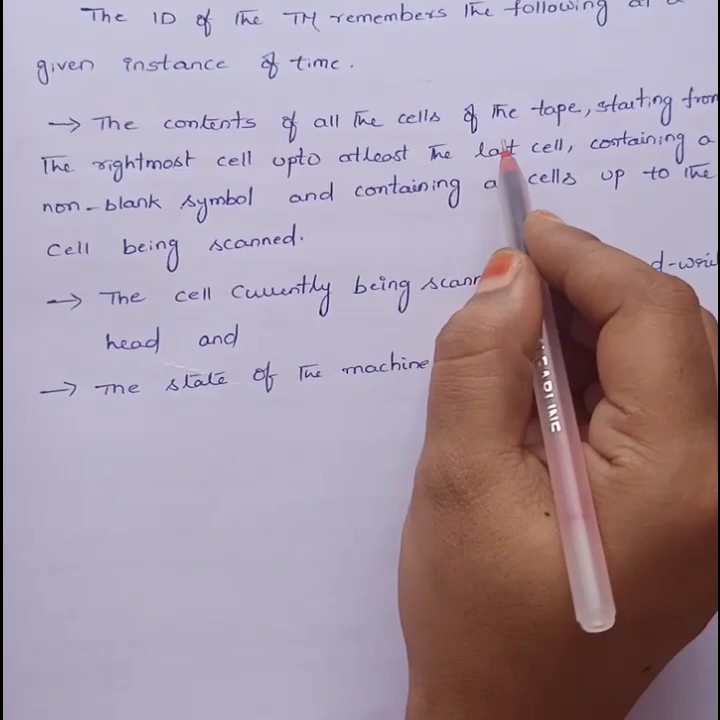 The ID of the TM remembers the following at a
given instance of time.
→ The contents of all the cells of the tape, starting from
the rightmost cell upto atleast the last cell, containing a
non-blank symbol and containing a cells up to the
cell being scanned.
→ The cell currently being scann
head and
→ The state of the machine
LEARLINE